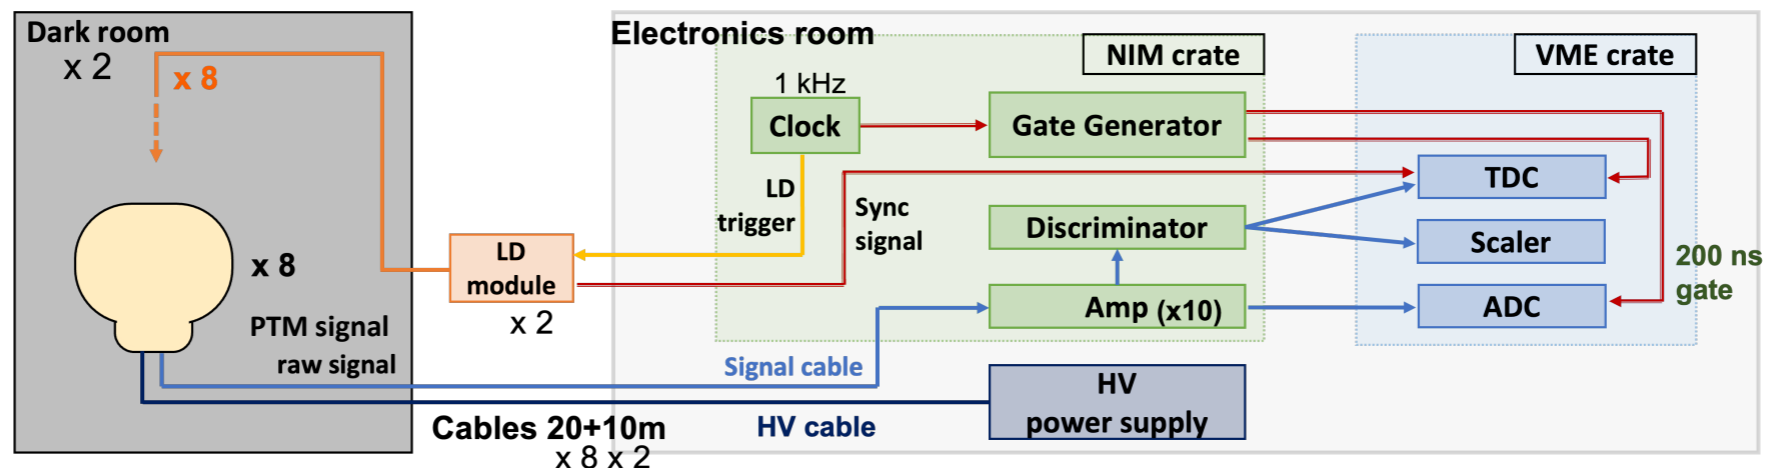 Dark room
x 2
x 8
x 8
PTM signal
raw signal
LD
module
x 2
Cables 20+10m
x 8 x 2
Electronics room
NIM crate
1 kHz
Clock
Gate Generator
LD
trigger
Sync
signal
Discriminator
Amp (x10)
Signal cable
HV cable
HV
power supply
VME crate
TDC
Scaler
ADC
200 ns
gate